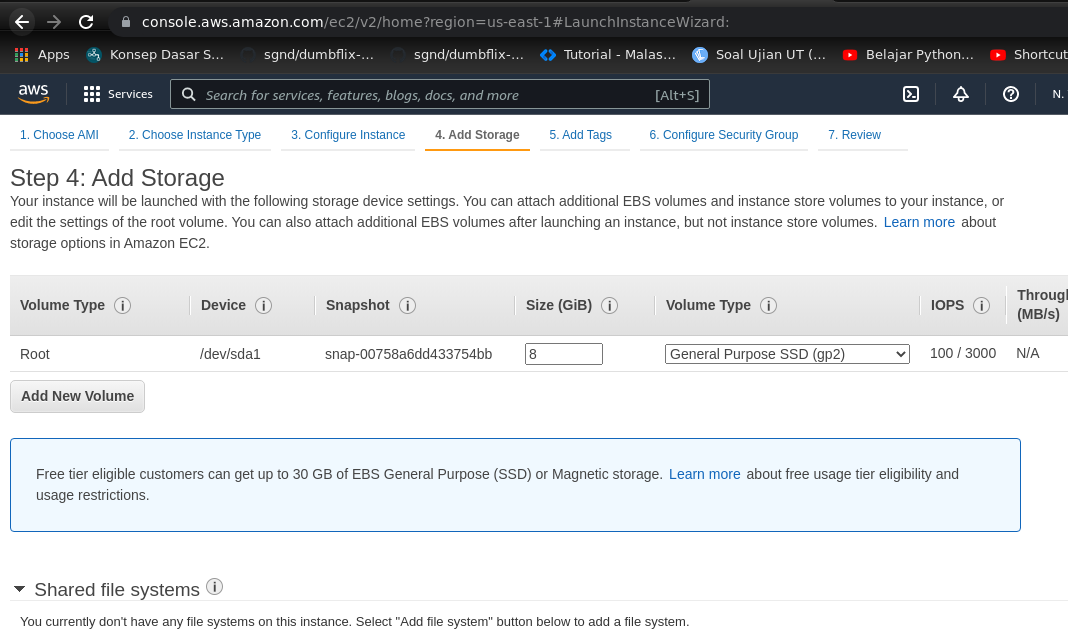 console.aws.amazon.com/ec2/v2/home?region=us-east-1#LaunchInstanceWizard:
Apps Konsep Dasar S... sgnd/dumbflix-... sgnd/dumbflix-... Tutorial - Malas... Soal Ujian UT (... Belajar Python... Shortcut
aws Services Search for services, features, blogs, docs, and more [Alt+S] N.
1. Choose AMI 2. Choose Instance Type 3. Configure Instance 4. Add Storage 5. Add Tags 6. Configure Security Group 7. Review
Step 4: Add Storage
Your instance will be launched with the following storage device settings. You can attach additional EBS volumes and instance store volumes to your instance, or
edit the settings of the root volume. You can also attach additional EBS volumes after launching an instance, but not instance store volumes. Learn more about
storage options in Amazon EC2.
Volume Type i Device i Snapshot i Size (GiB) i Volume Type i IOPS i Through
(MB/s)
Root /dev/sda1 snap-00758a6dd433754bb 8 General Purpose SSD (gp2) 100 / 3000 N/A
Add New Volume
Free tier eligible customers can get up to 30 GB of EBS General Purpose (SSD) or Magnetic storage. Learn more about free usage tier eligibility and
usage restrictions.
Shared file systems i
You currently don't have any file systems on this instance. Select "Add file system" button below to add a file system.